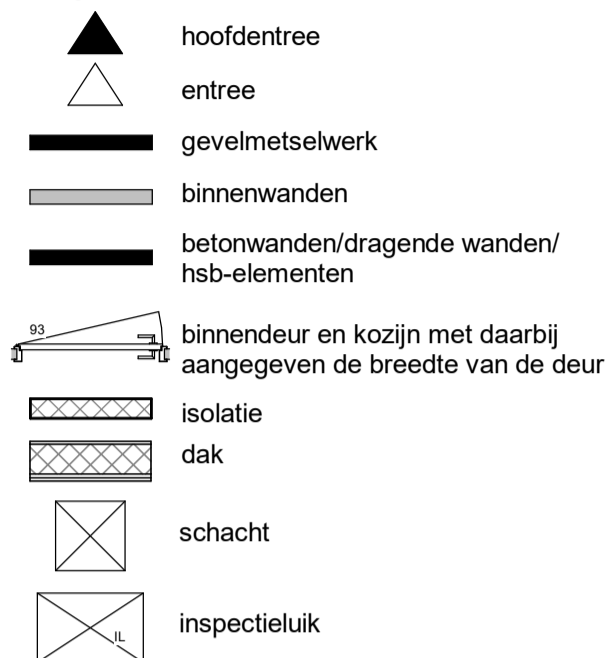 hoofdentree
entree
gevelmetselwerk
binnenwanden
betonwanden/dragende wanden/
hsb-elementen
93
binnendeur en kozijn met daarbij
aangegeven de breedte van de deur
isolatie
dak
schacht
IL
inspectieluik